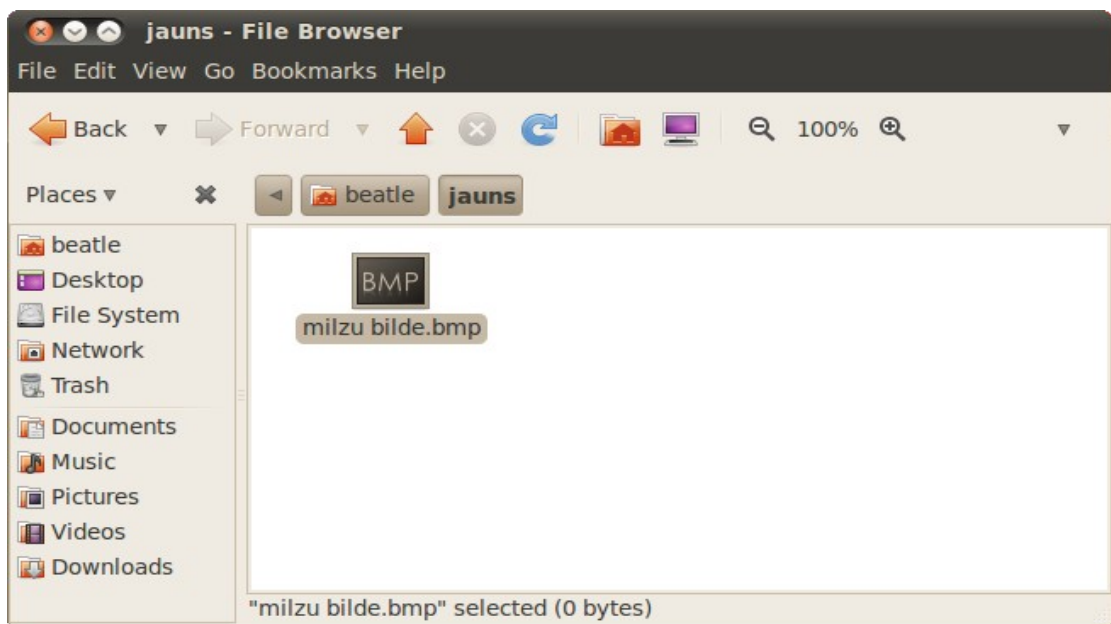 jauns - File Browser
File Edit View Go Bookmarks Help
Back Forward 100%
Places beatle jauns
beatle
Desktop
File System
Network
Trash
Documents
Music
Pictures
Videos
Downloads
BMP
milzu bilde.bmp
"milzu bilde.bmp" selected (0 bytes)